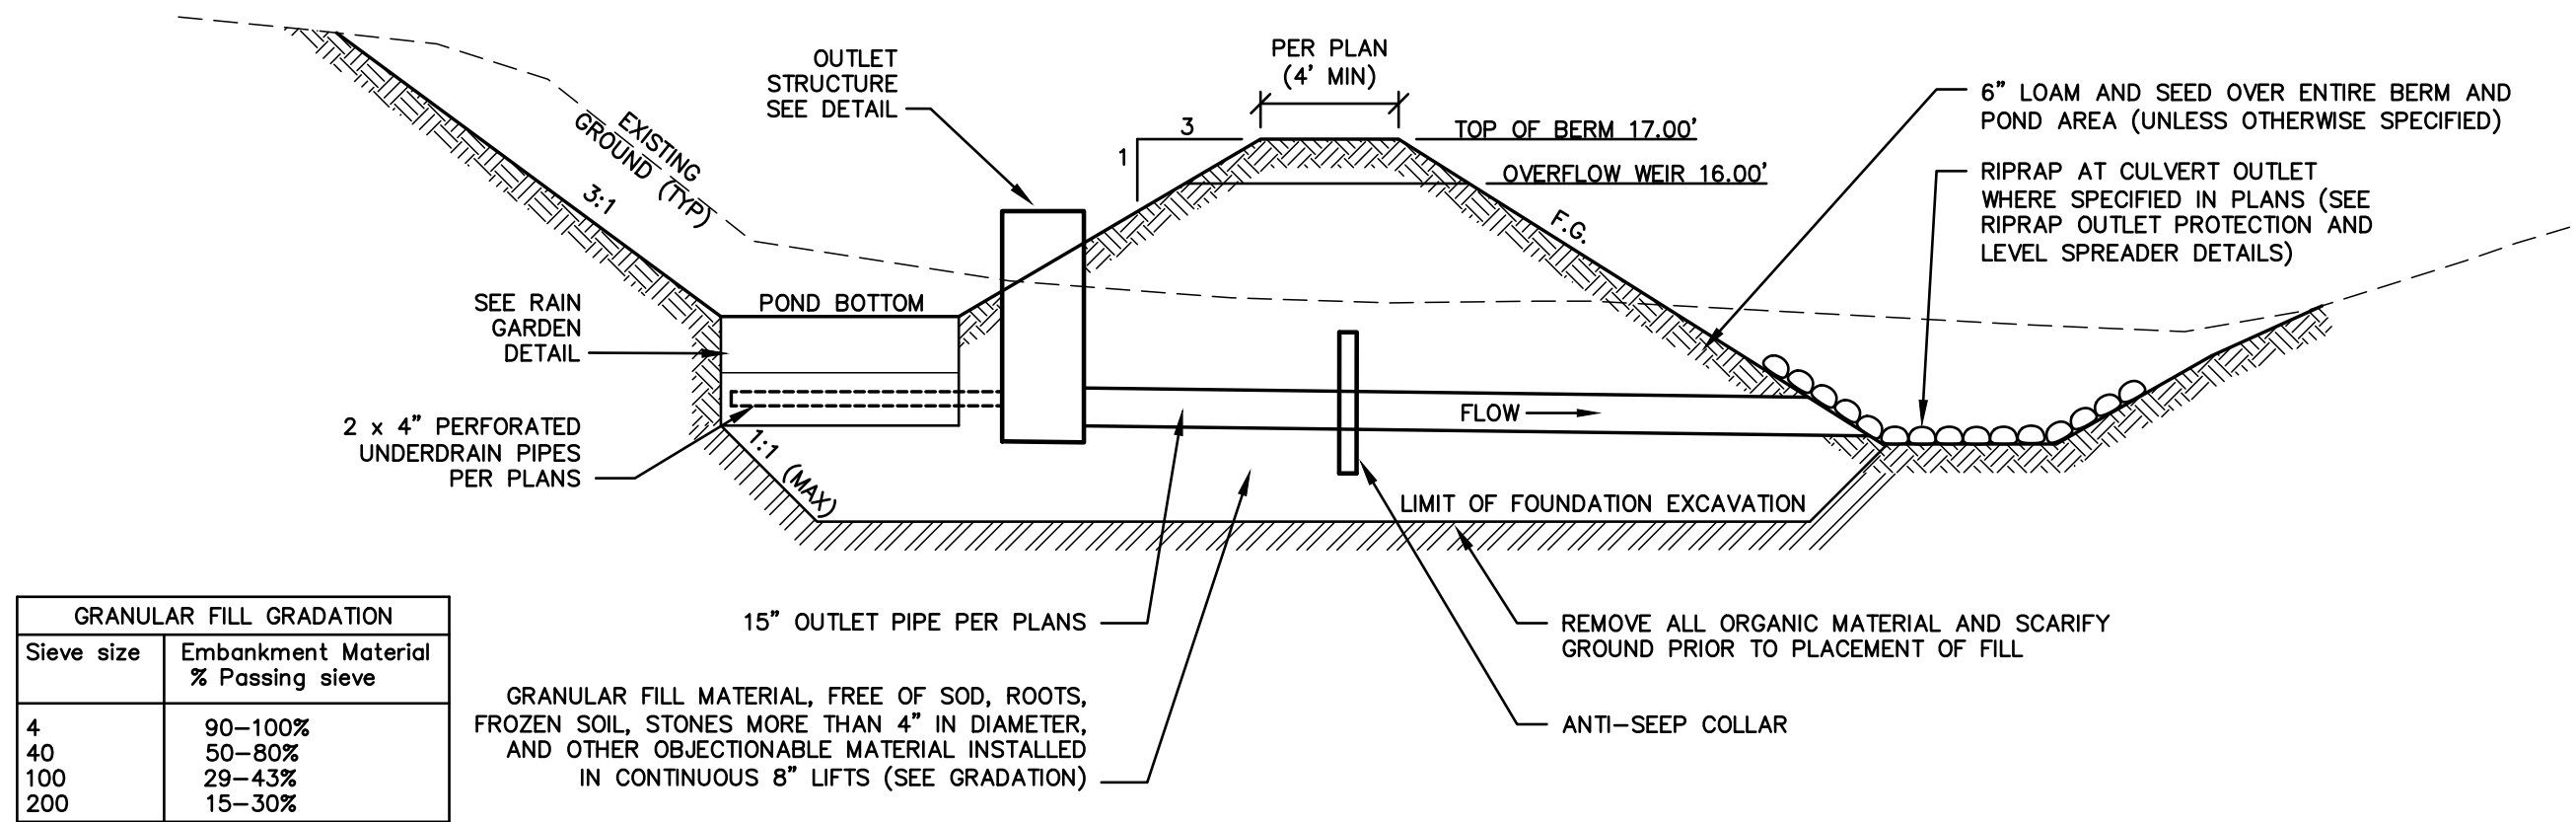 OUTLET
STRUCTURE
SEE DETAIL
PER PLAN
(4' MIN)
3
1
TOP OF BERM 17.00'
OVERFLOW WEIR 16.00'
6" LOAM AND SEED OVER ENTIRE BERM AND
POND AREA (UNLESS OTHERWISE SPECIFIED)
RIPRAP AT CULVERT OUTLET
WHERE SPECIFIED IN PLANS (SEE
RIPRAP OUTLET PROTECTION AND
LEVEL SPREADER DETAILS)
EXISTING
GROUND (TYP)
3:1
F.G.
SEE RAIN
GARDEN
DETAIL
POND BOTTOM
2 x 4" PERFORATED
UNDERDRAIN PIPES
PER PLANS
1:1 (MAX)
FLOW
LIMIT OF FOUNDATION EXCAVATION
15" OUTLET PIPE PER PLANS
GRANULAR FILL MATERIAL, FREE OF SOD, ROOTS,
FROZEN SOIL, STONES MORE THAN 4" IN DIAMETER,
AND OTHER OBJECTIONABLE MATERIAL INSTALLED
IN CONTINUOUS 8" LIFTS (SEE GRADATION)
REMOVE ALL ORGANIC MATERIAL AND SCARIFY
GROUND PRIOR TO PLACEMENT OF FILL
ANTI-SEEP COLLAR
GRANULAR FILL GRADATION
Sieve size Embankment Material
% Passing sieve
4 90-100%
40 50-80%
100 29-43%
200 15-30%